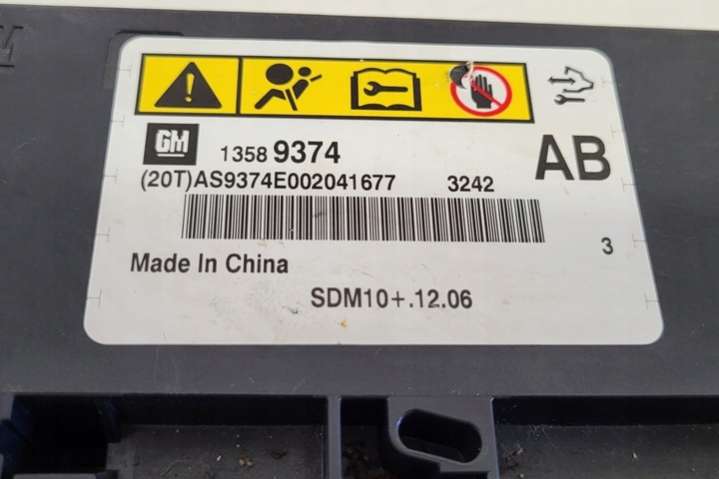 GM 1358 9374 AB
(20T)AS9374E002041677 3242
3
Made In China
SDM10+.12.06